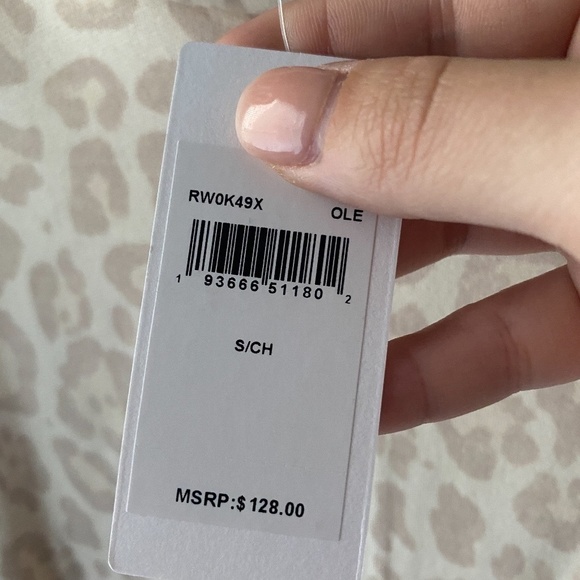 RW0K49X OLE
1 93666 51180 2
S/CH
MSRP:$128.00